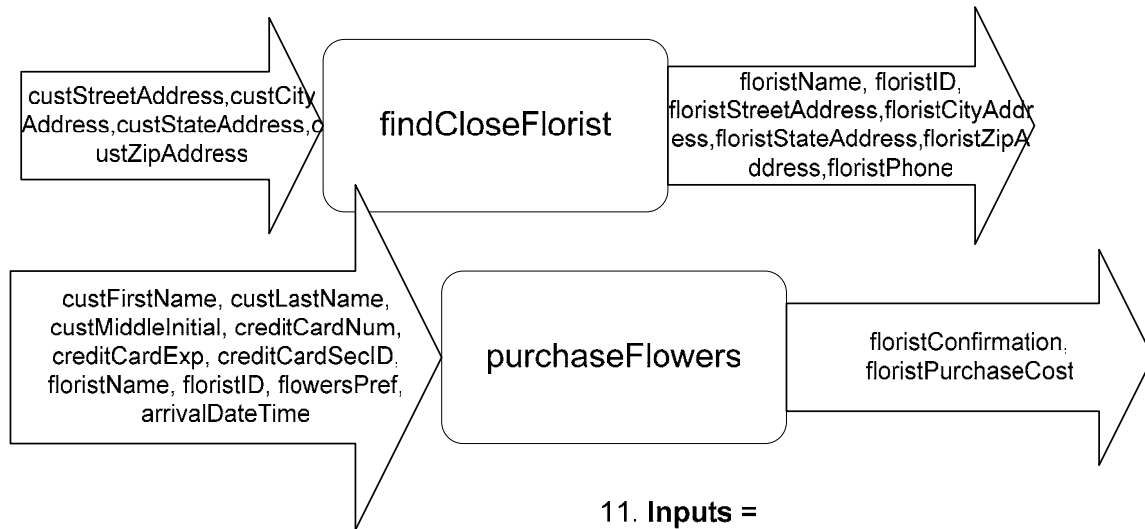 custStreetAddress,custCity
Address,custStateAddress,c
ustZipAddress
findCloseFlorist
floristName, floristID,
floristStreetAddress,floristCityAddr
ess,floristStateAddress,floristZipA
ddress,floristPhone
custFirstName, custLastName,
custMiddleInitial, creditCardNum,
creditCardExp, creditCardSecID,
floristName, floristID, flowersPref,
arrivalDateTime
purchaseFlowers
floristConfirmation,
floristPurchaseCost
11. Inputs =